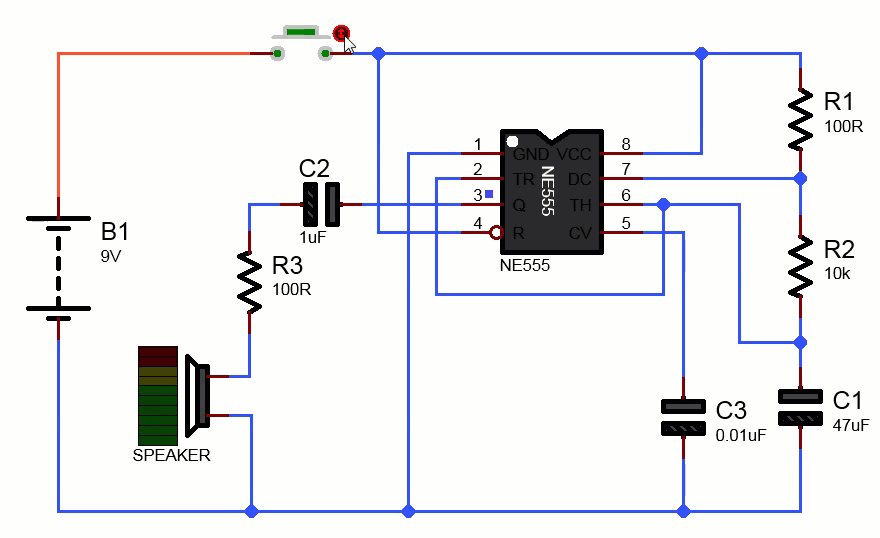 R1
100R
1
2
3
4
GND VCC
TR DC
Q TH
R CV
NE555
8
7
6
5
NE555
C2
1uF
B1
9V
R3
100R
R2
10k
SPEAKER
C3
0.01uF
C1
47uF